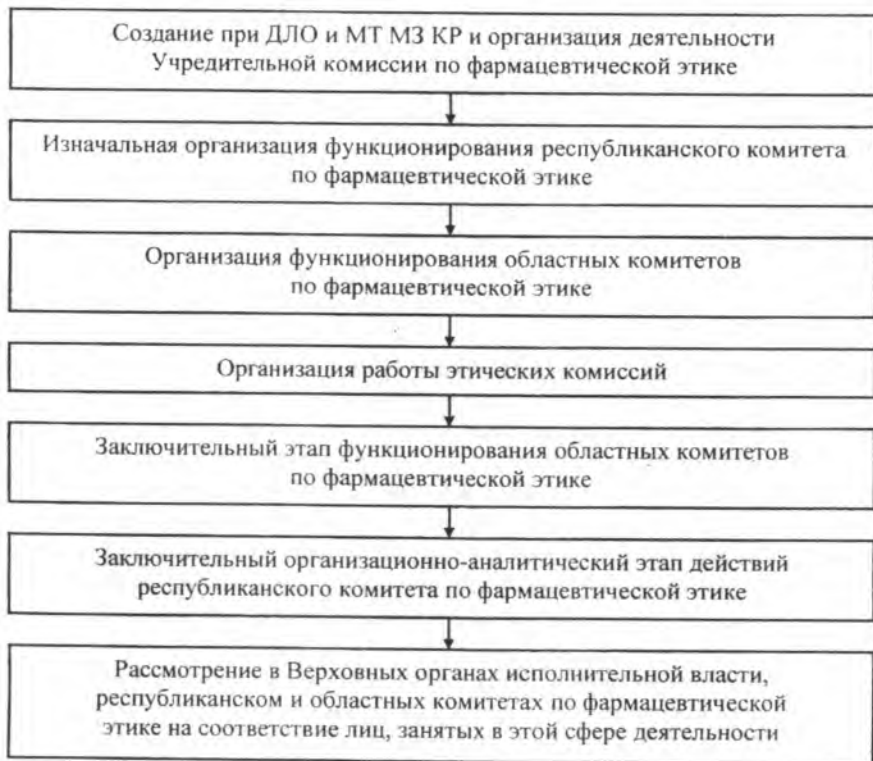 Создание при ДЛО и МТ МЗ КР и организация деятельности
Учредительной комиссии по фармацевтической этике
Изначальная организация функционирования республиканского комитета
по фармацевтической этике
Организация функционирования областных комитетов
по фармацевтической этике
Организация работы этических комиссий
Заключительный этап функционирования областных комитетов
по фармацевтической этике
Заключительный организационно-аналитический этап действий
республиканского комитета по фармацевтической этике
Рассмотрение в Верховных органах исполнительной власти,
республиканском и областных комитетах по фармацевтической
этике на соответствие лиц, занятых в этой сфере деятельности